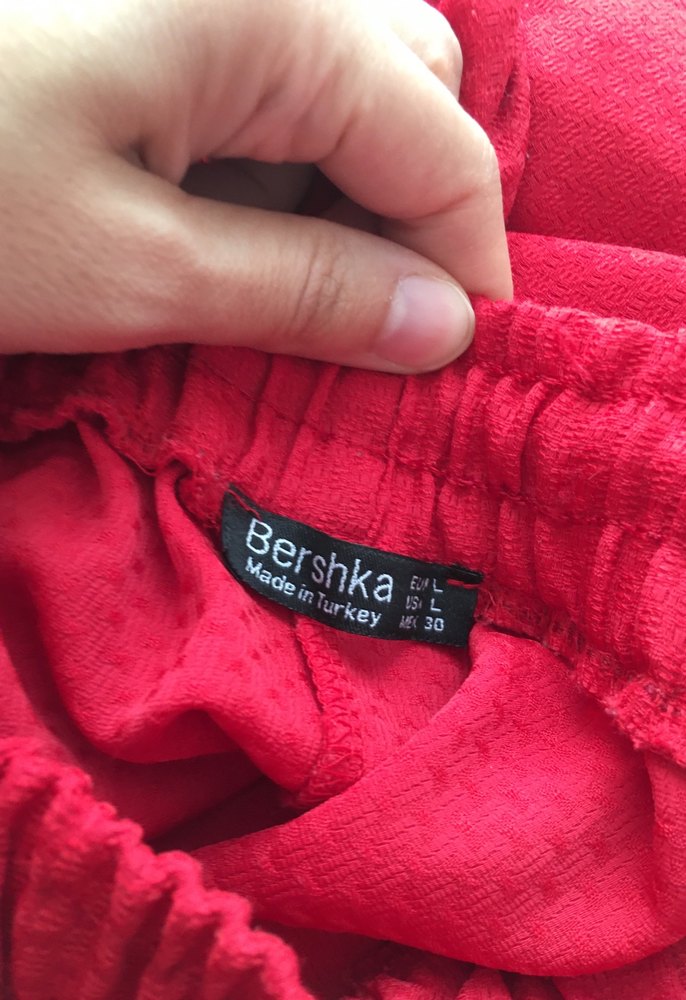 Bershka
Made in Turkey
EUR L
USA L
MEX 30